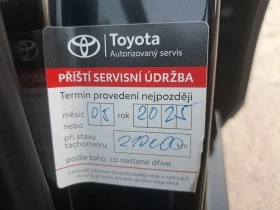 Toyota
Autorizovaný servis
PŘÍŠTÍ SERVISNÍ ÚDRŽBA
Termín provedení nejpozději
měsíc 05 rok 2025
nebo
při stavu
tachometru 210000 km
podle toho, co nastane dříve.